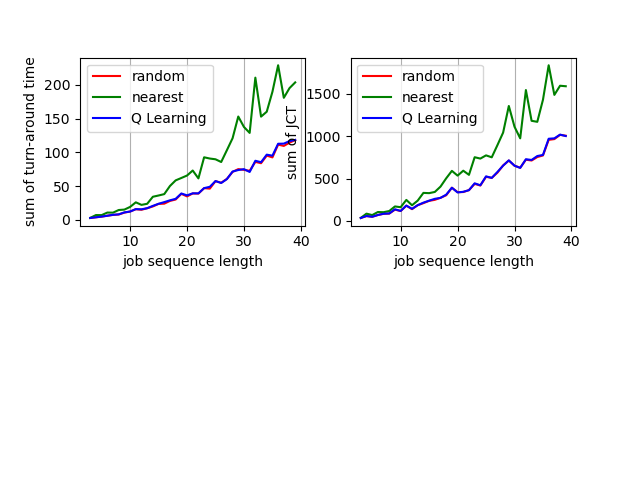 sum of turn-around time
200
150
100
50
0
random
nearest
Q Learning
10
20
30
40
job sequence length
sum of JCT
1500
1000
500
0
random
nearest
Q Learning
10
20
30
40
job sequence length